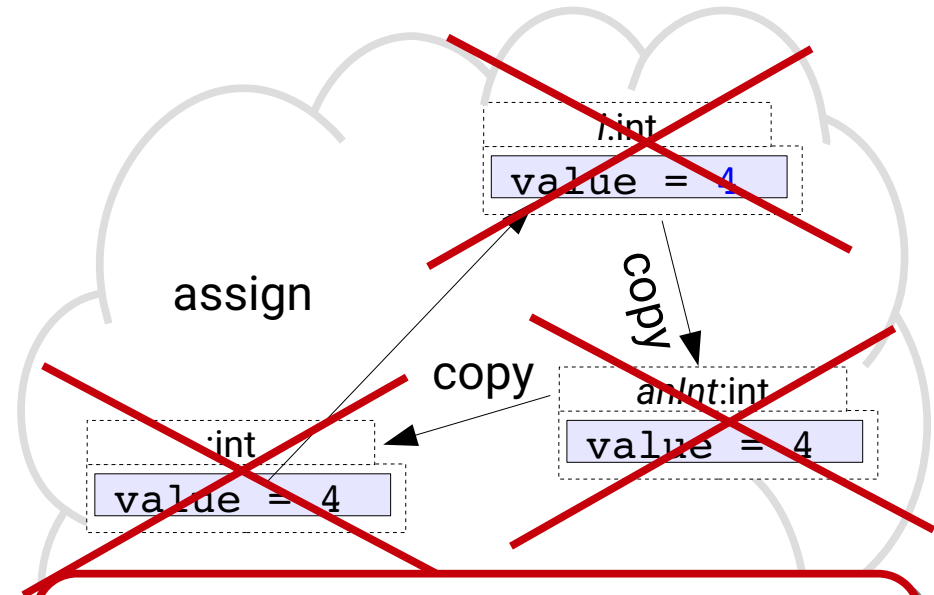 i:int
value = 4
assign
copy
copy
anInt:int
value = 4
:int
value = 4